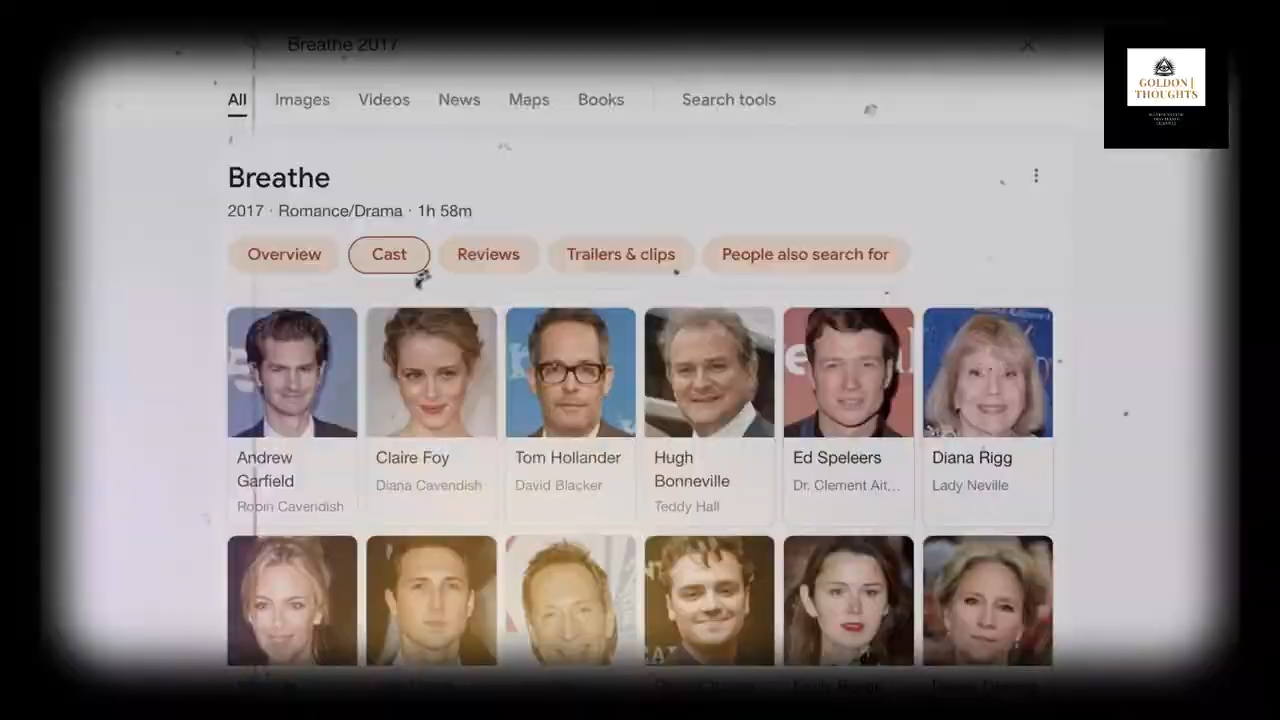 Breathe 2017
GOLDON
THOUGHTS
All Images Videos News Maps Books Search tools
Breathe
2017 · Romance/Drama · 1h 58m
Overview Cast Reviews Trailers & clips People also search for
Andrew Garfield
Robin Cavendish
Claire Foy
Diana Cavendish
Tom Hollander
David Blacker
Hugh Bonneville
Teddy Hall
Ed Speleers
Dr. Clement Ait...
Diana Rigg
Lady Neville